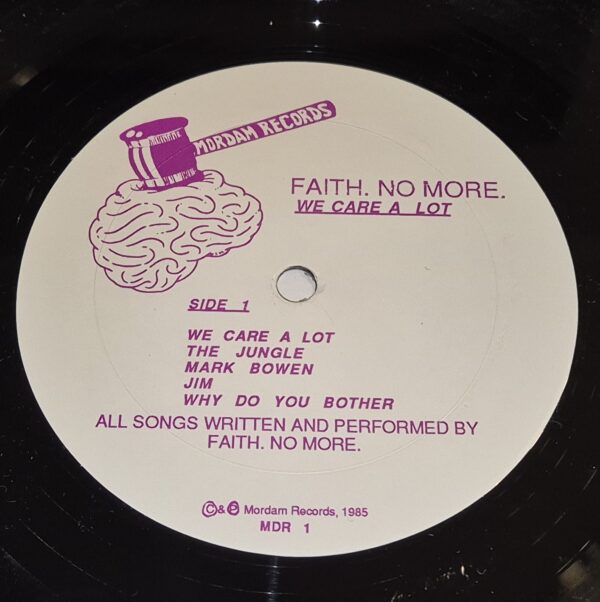 MORDAM RECORDS
FAITH. NO MORE.
WE CARE A LOT
SIDE 1
WE CARE A LOT
THE JUNGLE
MARK BOWEN
JIM
WHY DO YOU BOTHER
ALL SONGS WRITTEN AND PERFORMED BY
FAITH. NO MORE.
©& ℗ Mordam Records, 1985
MDR 1